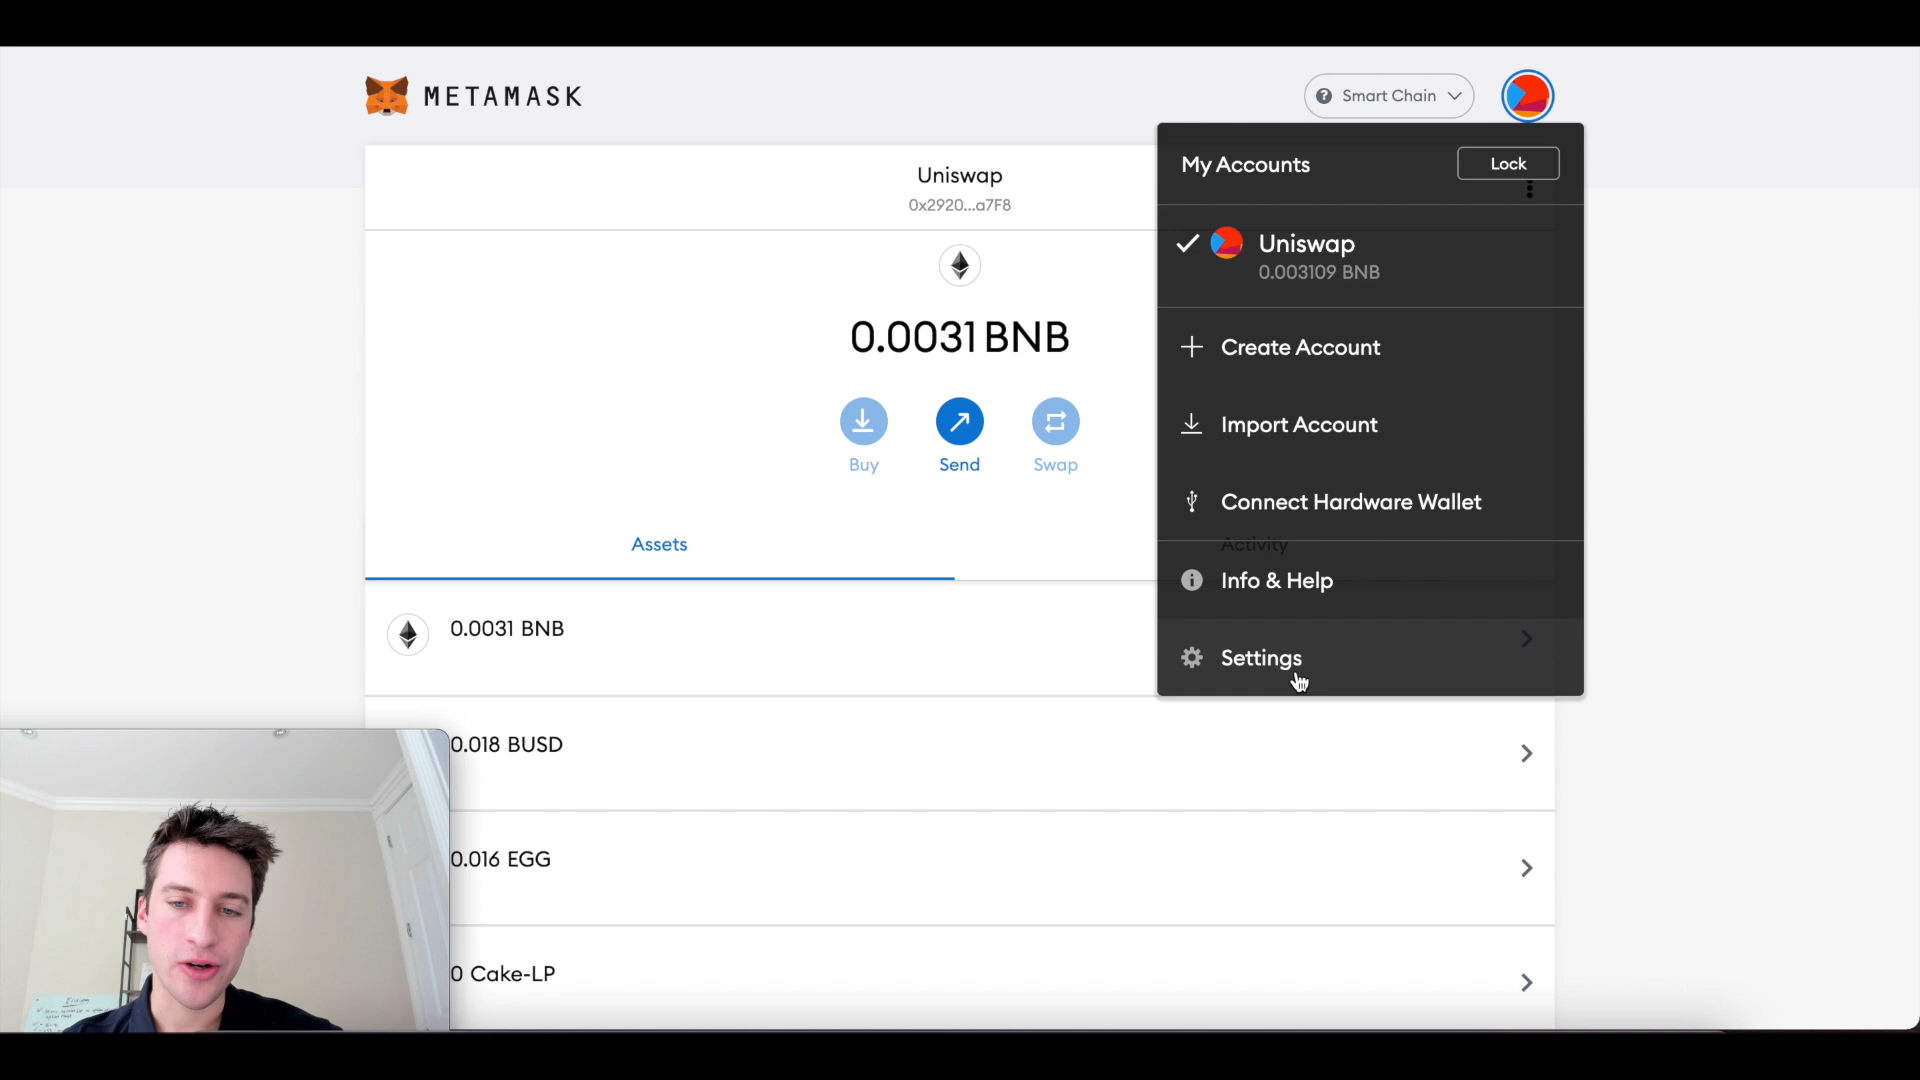 METAMASK
Smart Chain
Uniswap
0x2920...a7F8
0.0031 BNB
Buy
Send
Swap
Assets
Activity
0.0031 BNB
0.018 BUSD
0.016 EGG
0 Cake-LP
My Accounts
Lock
Uniswap
0.003109 BNB
Create Account
Import Account
Connect Hardware Wallet
Info & Help
Settings